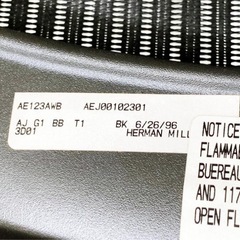 AE123AWB AEJ00102301
AJ G1 BB T1 BK 6/26/96
3D01 HERMAN MILL
NOTICE
FLAMMA
BUEREAU
AND 117
OPEN FL